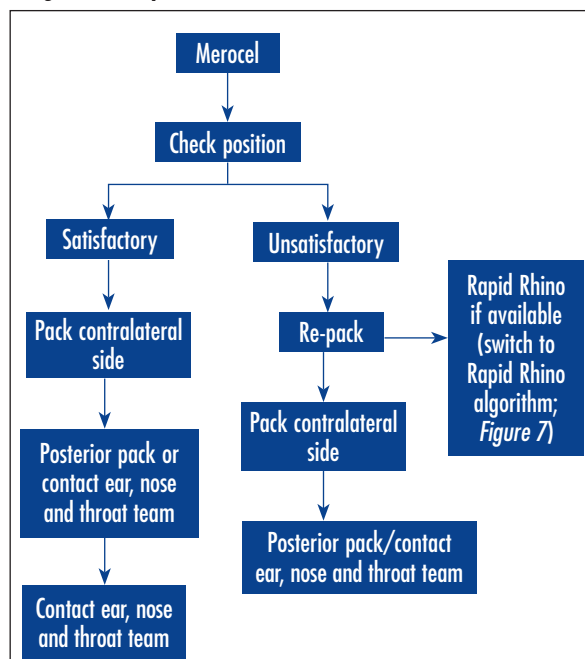 Merocel
Check position
Satisfactory
Unsatisfactory
Pack contralateral
side
Re-pack
Rapid Rhino
if available
(switch to
Rapid Rhino
algorithm;
Figure 7)
Posterior pack or
contact ear, nose
and throat team
Pack contralateral
side
Contact ear, nose
and throat team
Posterior pack/contact
ear, nose and throat team